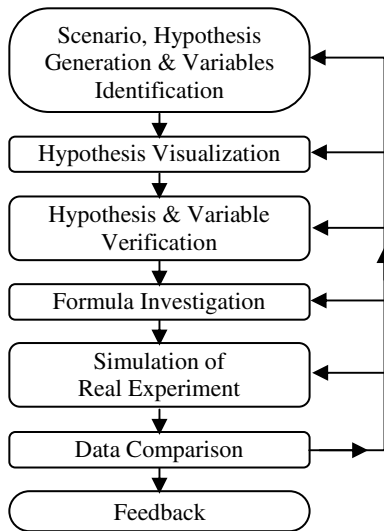 Scenario, Hypothesis
Generation & Variables
Identification
Hypothesis Visualization
Hypothesis & Variable
Verification
Formula Investigation
Simulation of
Real Experiment
Data Comparison
Feedback